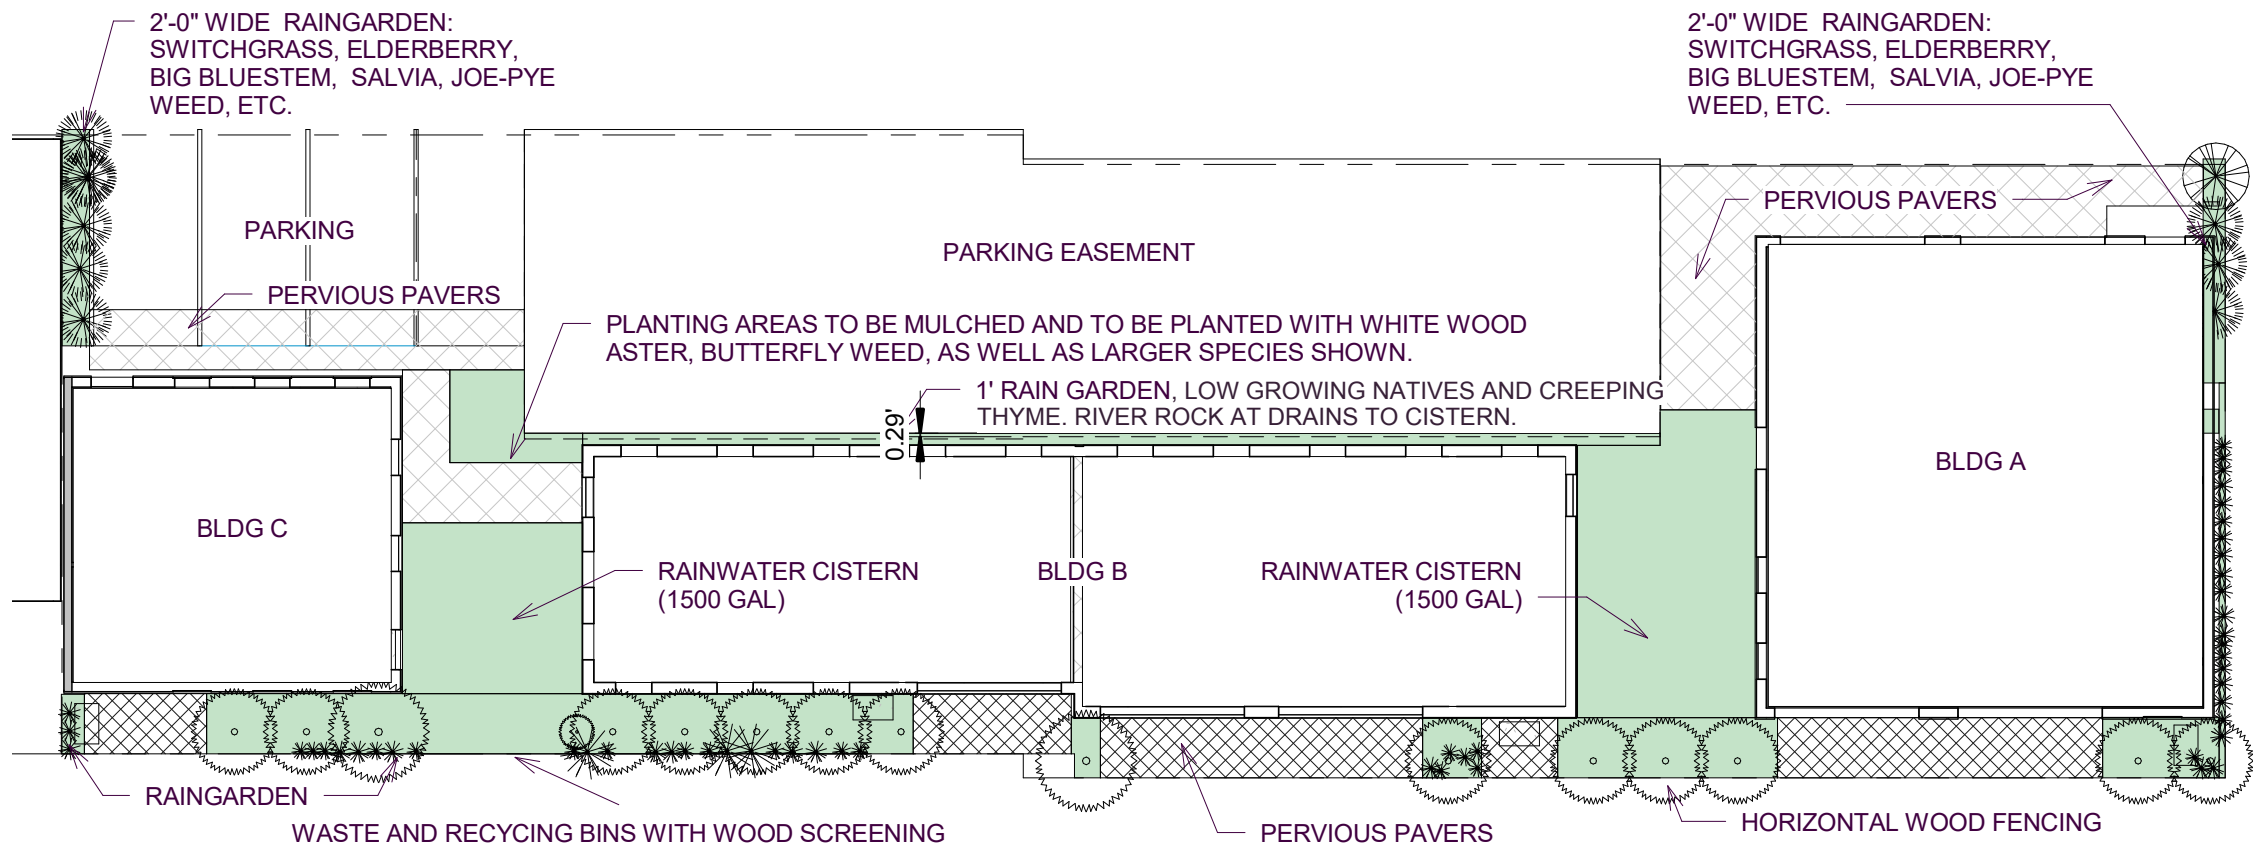 2'-0" WIDE RAINGARDEN:
SWITCHGRASS, ELDERBERRY,
BIG BLUESTEM, SALVIA, JOE-PYE
WEED, ETC.
2'-0" WIDE RAINGARDEN:
SWITCHGRASS, ELDERBERRY,
BIG BLUESTEM, SALVIA, JOE-PYE
WEED, ETC.
PERVIOUS PAVERS
PARKING
PARKING EASEMENT
PERVIOUS PAVERS
PLANTING AREAS TO BE MULCHED AND TO BE PLANTED WITH WHITE WOOD
ASTER, BUTTERFLY WEED, AS WELL AS LARGER SPECIES SHOWN.
1' RAIN GARDEN, LOW GROWING NATIVES AND CREEPING
THYME. RIVER ROCK AT DRAINS TO CISTERN.
0.29'
BLDG A
BLDG C
RAINWATER CISTERN
(1500 GAL)
BLDG B
RAINWATER CISTERN
(1500 GAL)
RAINGARDEN
WASTE AND RECYCING BINS WITH WOOD SCREENING
PERVIOUS PAVERS
HORIZONTAL WOOD FENCING